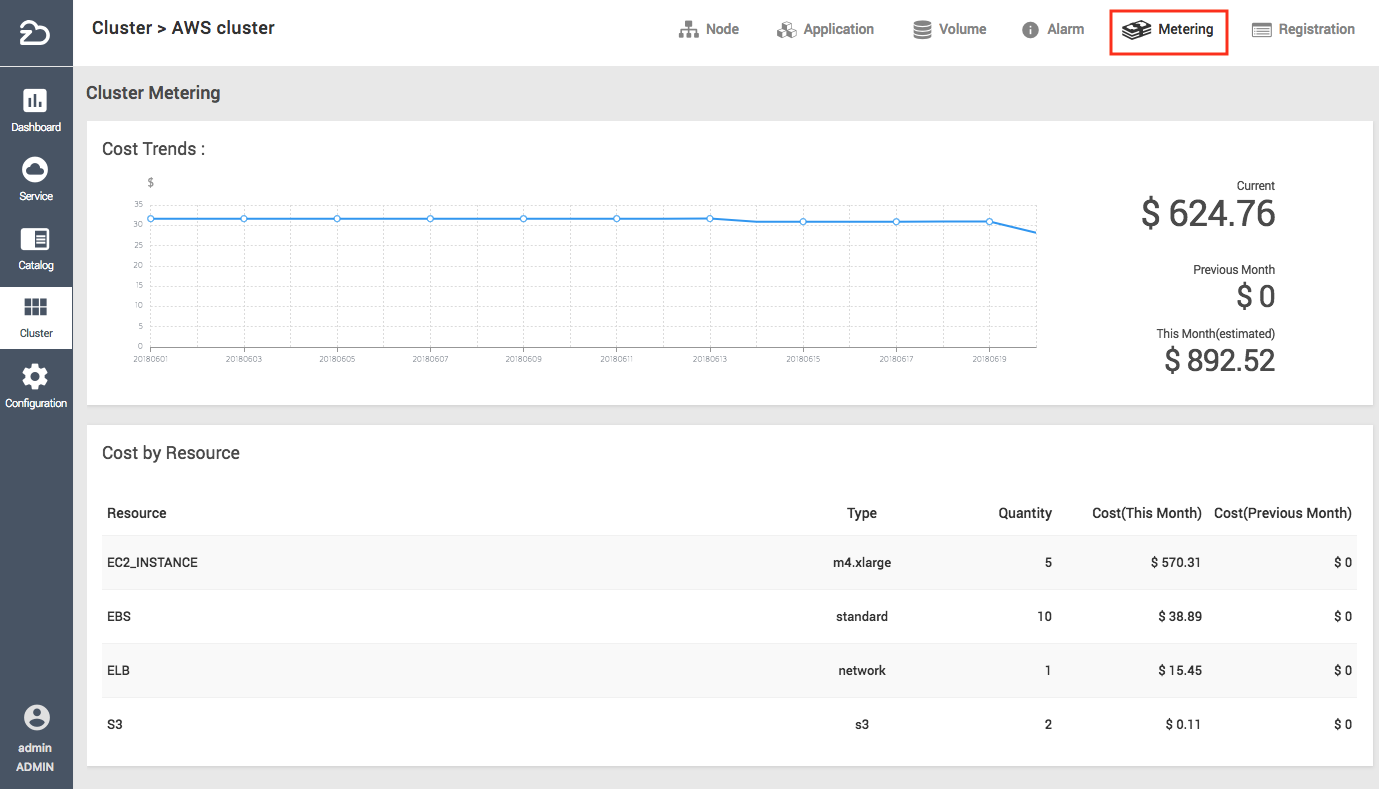 Cluster > AWS cluster
Node Application Volume Alarm Metering Registration
Dashboard
Service
Catalog
Cluster
Configuration
admin
ADMIN
Cluster Metering
Cost Trends :
$
35
30
25
20
15
10
5
0
20180601 20180603 20180605 20180607 20180609 20180611 20180613 20180615 20180617 20180619
Current
$ 624.76
Previous Month
$ 0
This Month(estimated)
$ 892.52
Cost by Resource
Resource Type Quantity Cost(This Month) Cost(Previous Month)
EC2_INSTANCE m4.xlarge 5 $ 570.31 $ 0
EBS standard 10 $ 38.89 $ 0
ELB network 1 $ 15.45 $ 0
S3 s3 2 $ 0.11 $ 0